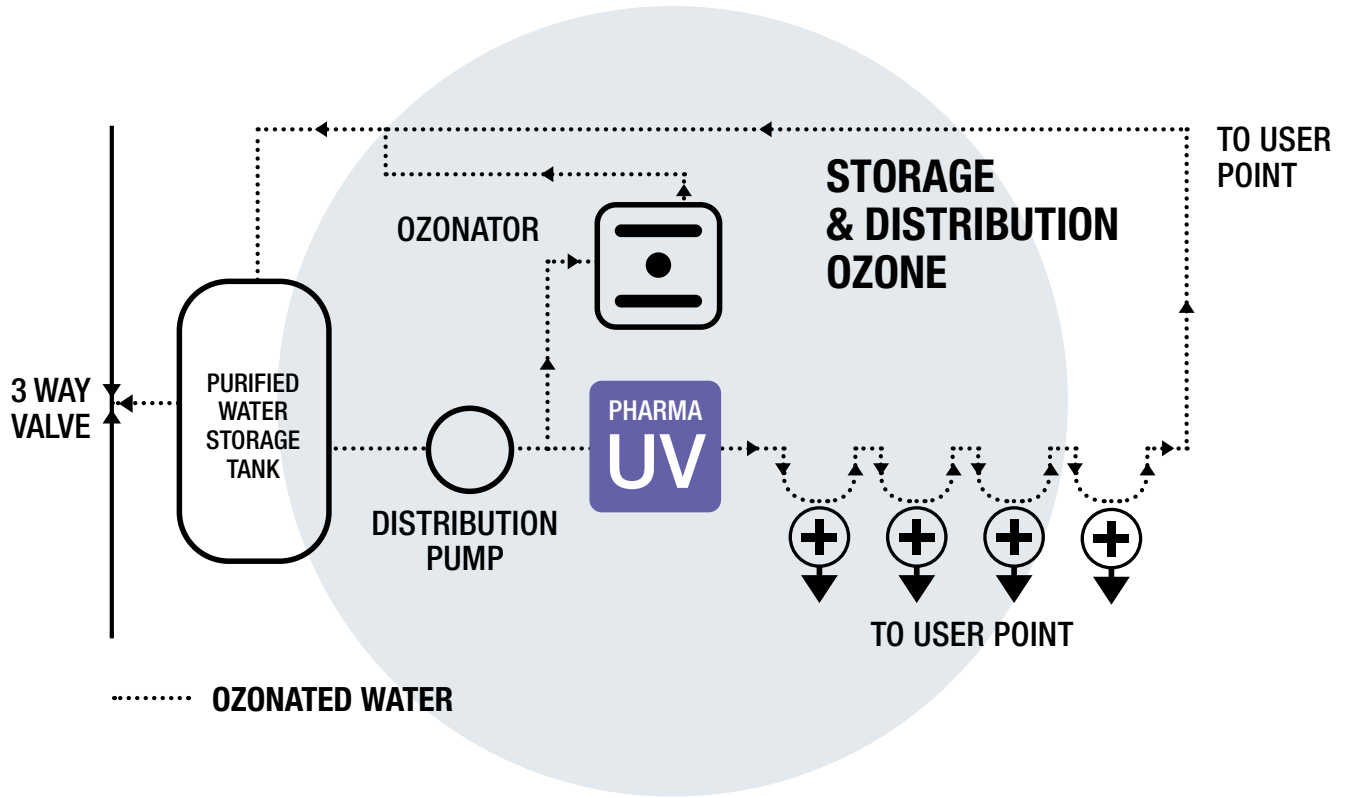 TO USER
POINT
STORAGE
& DISTRIBUTION
OZONE
OZONATOR
3 WAY
VALVE
PURIFIED
WATER
STORAGE
TANK
PHARMA
UV
DISTRIBUTION
PUMP
TO USER POINT
OZONATED WATER